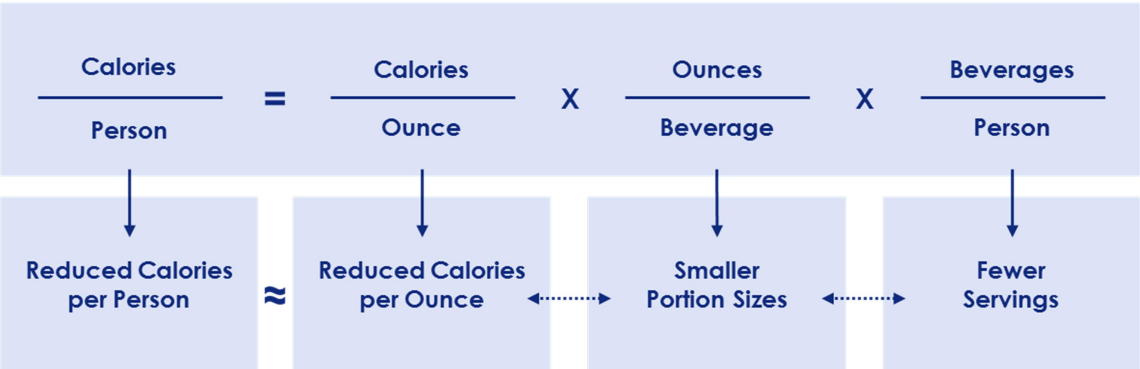 Calories
Person
=
Calories
Ounce
X
Ounces
Beverage
X
Beverages
Person
Reduced Calories
per Person
≈
Reduced Calories
per Ounce
Smaller
Portion Sizes
Fewer
Servings